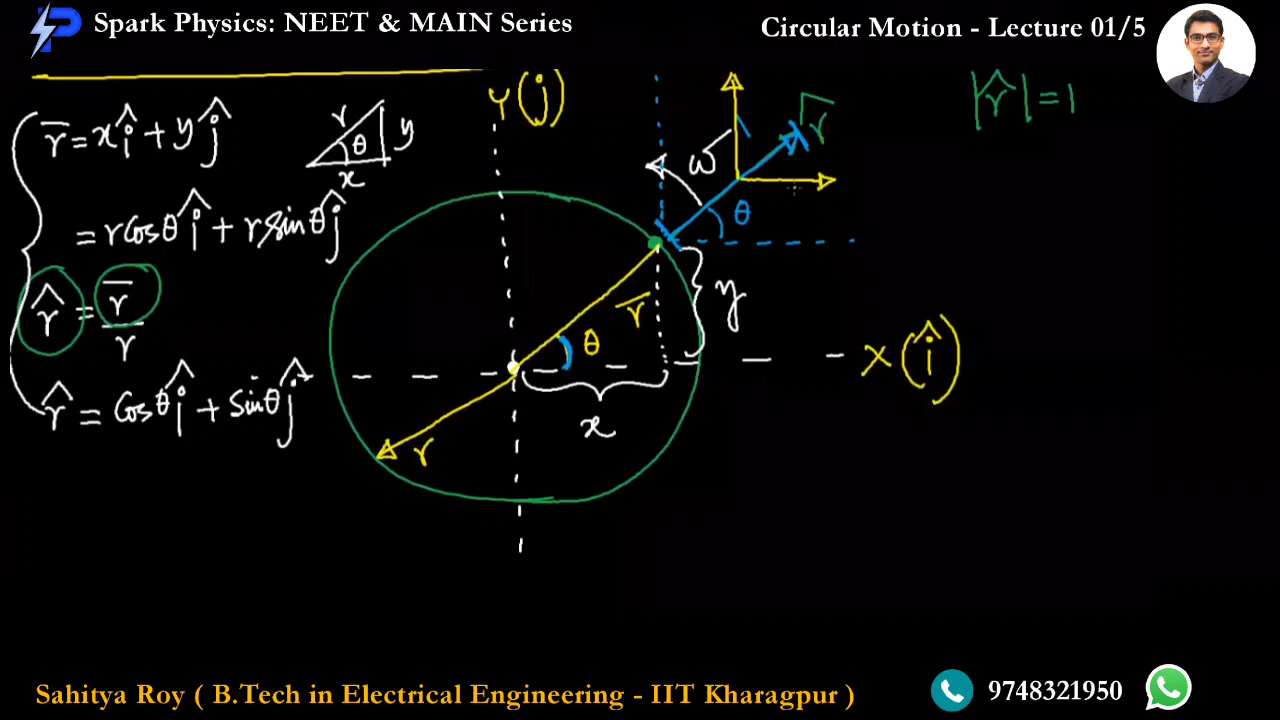 Spark Physics: NEET & MAIN Series
Circular Motion - Lecture 01/5
r̅ = xî + yĵ
r
θ
y
x
= r Cosθ î + r sinθ ĵ
r̂ = r̅ / r
r̂ = Cosθ î + Sinθ ĵ
Y(ĵ)
ω
r̂
θ
|r̂| = 1
y
r̅
θ
X(î)
x
r
Sahitya Roy ( B.Tech in Electrical Engineering - IIT Kharagpur )
9748321950